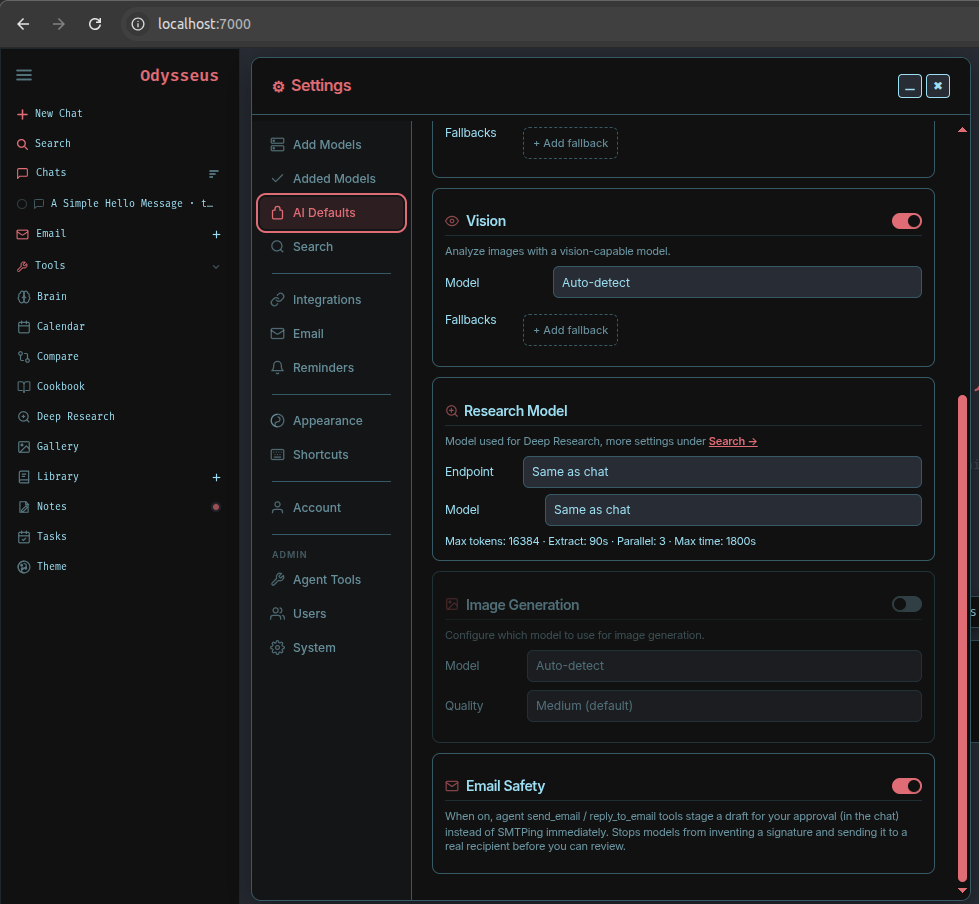 localhost:7000
Odysseus
New Chat
Search
Chats
A Simple Hello Message · t…
Email
Tools
Brain
Calendar
Compare
Cookbook
Deep Research
Gallery
Library
Notes
Tasks
Theme
Settings
Add Models
Added Models
AI Defaults
Search
Integrations
Email
Reminders
Appearance
Shortcuts
Account
ADMIN
Agent Tools
Users
System
Fallbacks
+ Add fallback
Vision
Analyze images with a vision-capable model.
Model
Auto-detect
Fallbacks
+ Add fallback
Research Model
Model used for Deep Research, more settings under Search →
Endpoint
Same as chat
Model
Same as chat
Max tokens: 16384 · Extract: 90s · Parallel: 3 · Max time: 1800s
Image Generation
Configure which model to use for image generation.
Model
Auto-detect
Quality
Medium (default)
Email Safety
When on, agent send_email / reply_to_email tools stage a draft for your approval (in the chat)
instead of SMTPing immediately. Stops models from inventing a signature and sending it to a
real recipient before you can review.